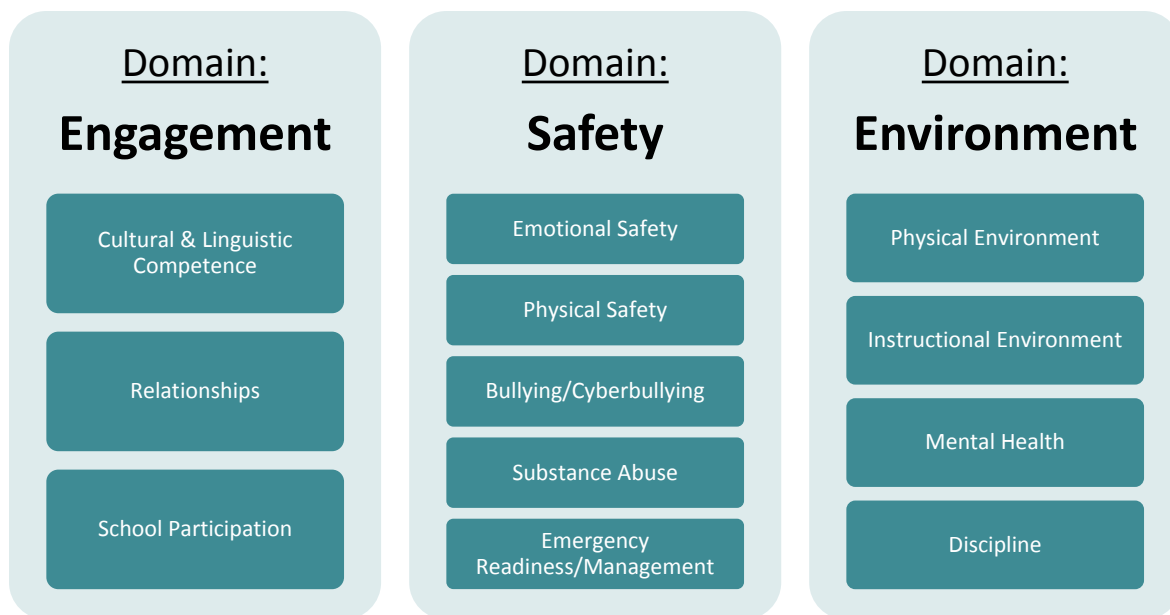 Domain:
Engagement
Cultural & Linguistic
Competence
Relationships
School Participation
Domain:
Safety
Emotional Safety
Physical Safety
Bullying/Cyberbullying
Substance Abuse
Emergency
Readiness/Management
Domain:
Environment
Physical Environment
Instructional Environment
Mental Health
Discipline